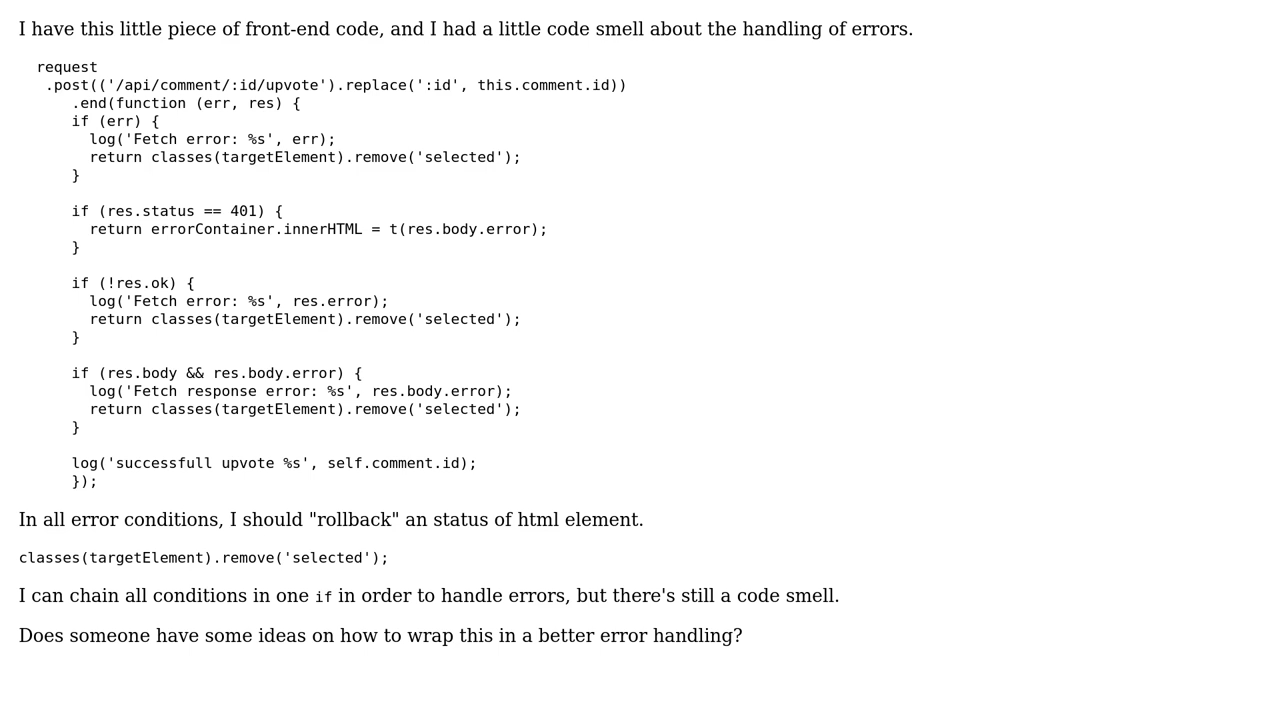 I have this little piece of front-end code, and I had a little code smell about the handling of errors.
request
.post(('/api/comment/:id/upvote').replace(':id', this.comment.id))
.end(function (err, res) {
if (err) {
log('Fetch error: %s', err);
return classes(targetElement).remove('selected');
}
if (res.status == 401) {
return errorContainer.innerHTML = t(res.body.error);
}
if (!res.ok) {
log('Fetch error: %s', res.error);
return classes(targetElement).remove('selected');
}
if (res.body && res.body.error) {
log('Fetch response error: %s', res.body.error);
return classes(targetElement).remove('selected');
}
log('successfull upvote %s', self.comment.id);
});
In all error conditions, I should "rollback" an status of html element.
classes(targetElement).remove('selected');
I can chain all conditions in one if in order to handle errors, but there's still a code smell.
Does someone have some ideas on how to wrap this in a better error handling?